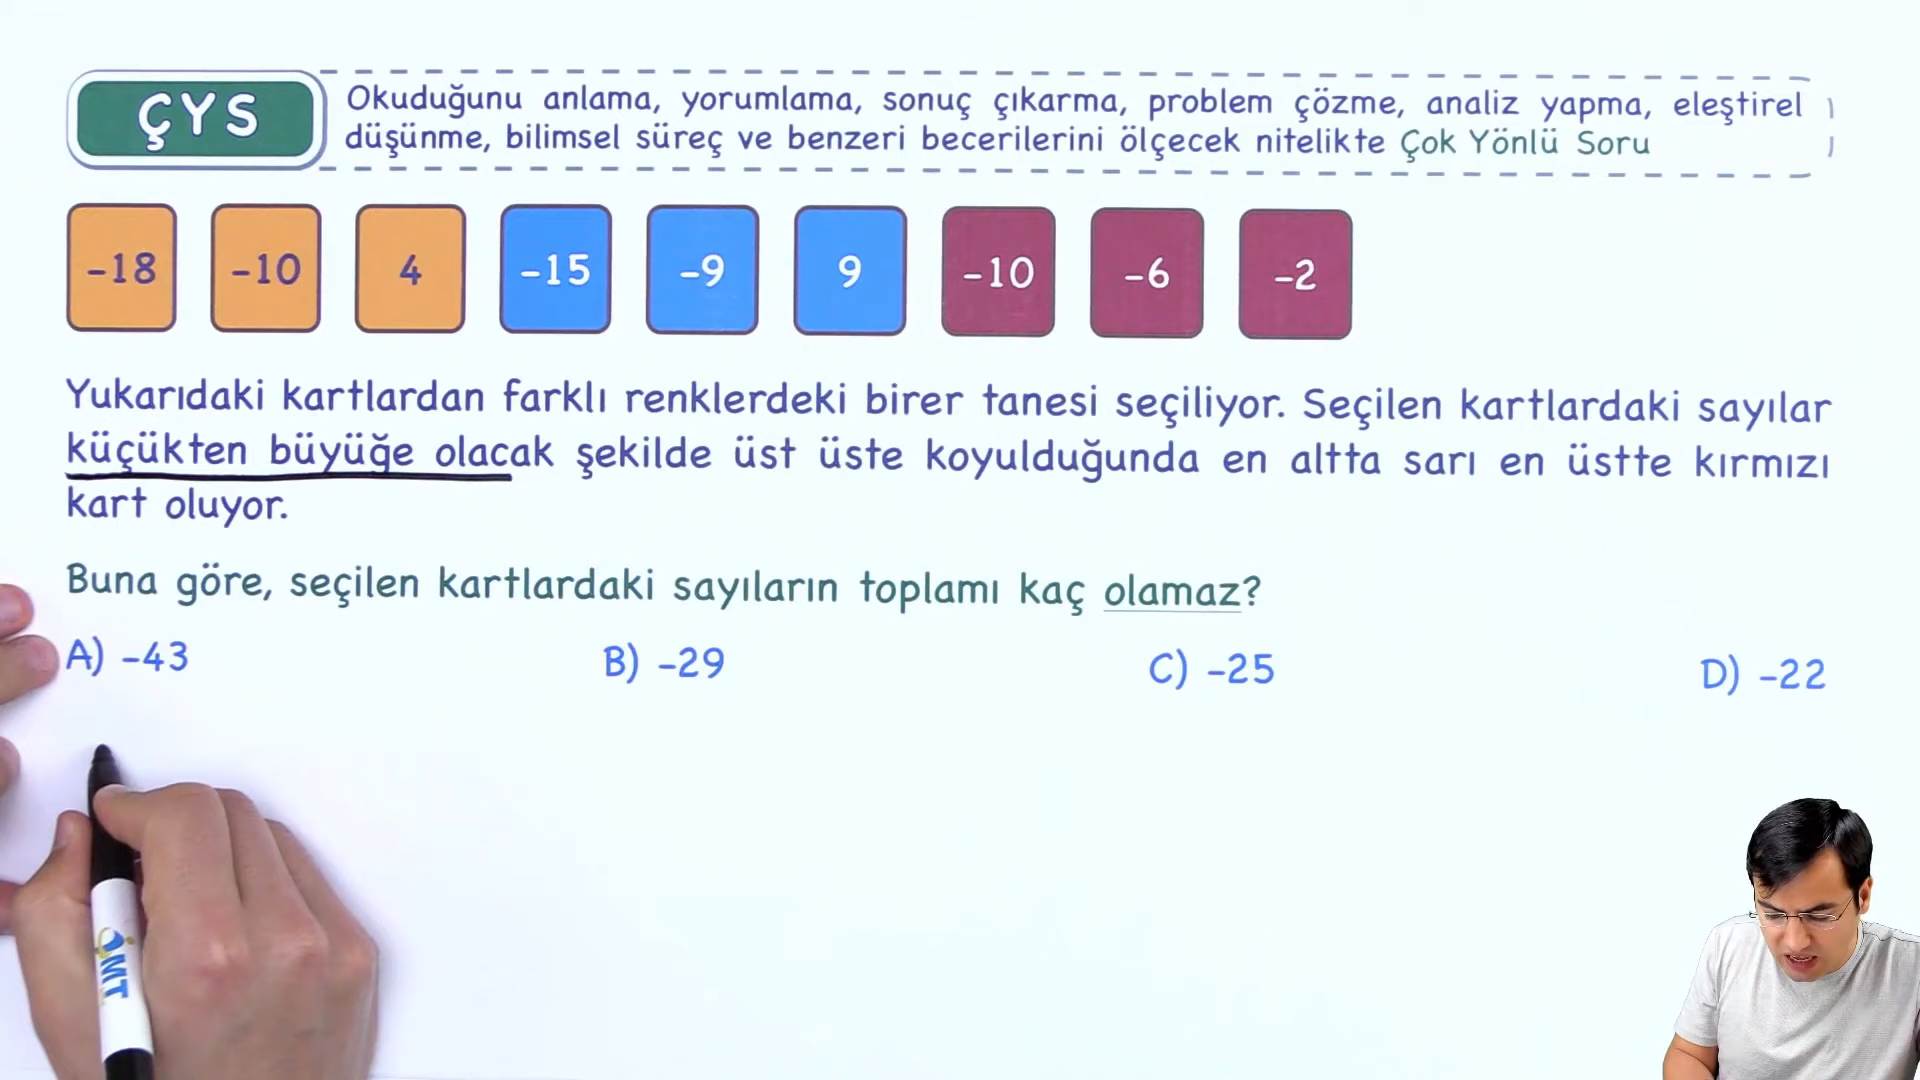 ÇYS
Okuduğunu anlama, yorumlama, sonuç çıkarma, problem çözme, analiz yapma, eleştirel
düşünme, bilimsel süreç ve benzeri becerilerini ölçecek nitelikte Çok Yönlü Soru
-18 -10 4 -15 -9 9 -10 -6 -2
Yukarıdaki kartlardan farklı renklerdeki birer tanesi seçiliyor. Seçilen kartlardaki sayılar
küçükten büyüğe olacak şekilde üst üste koyulduğunda en altta sarı en üstte kırmızı
kart oluyor.
Buna göre, seçilen kartlardaki sayıların toplamı kaç olamaz?
A) -43 B) -29 C) -25 D) -22
MT